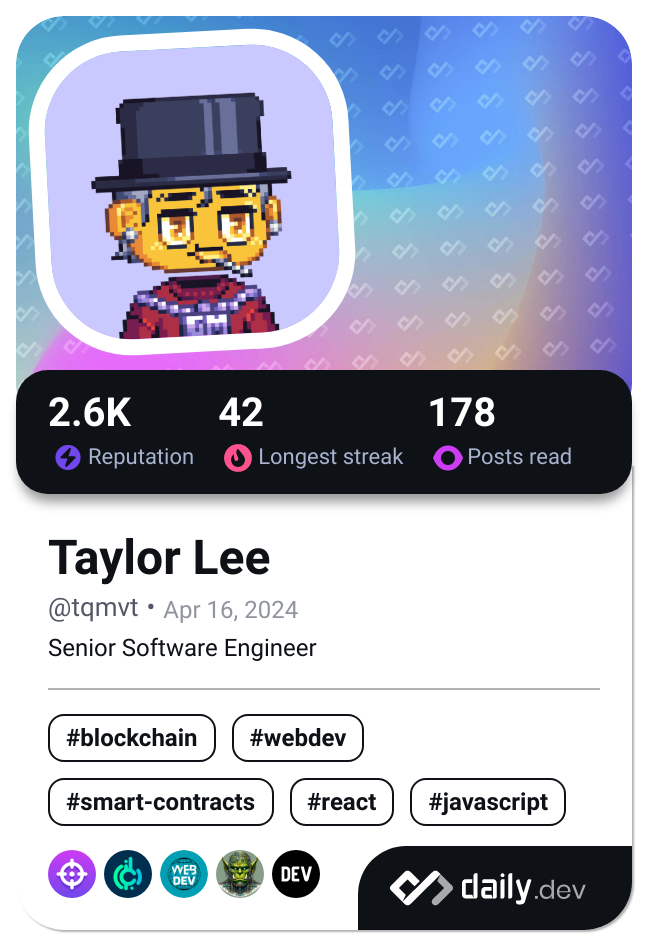 GM
2.6K 42 178
Reputation Longest streak Posts read
Taylor Lee
@tqmvt • Apr 16, 2024
Senior Software Engineer
#blockchain #webdev
#smart-contracts #react #javascript
WEB
DEV
DEV
daily.dev